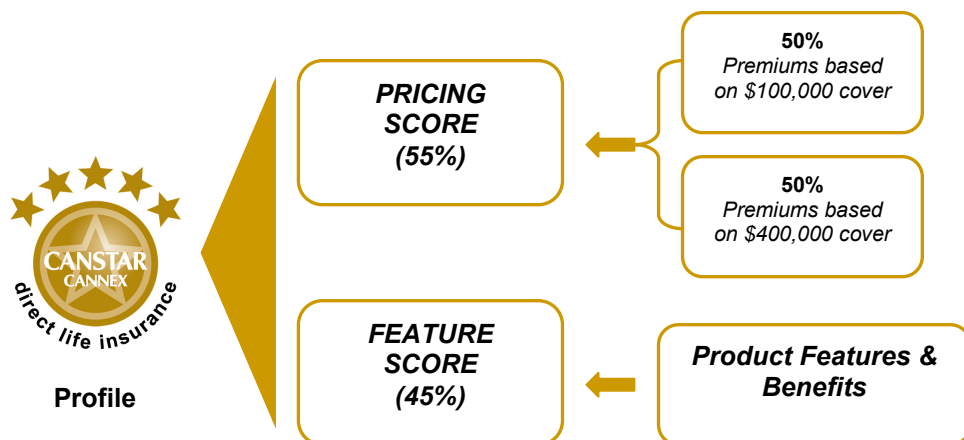 CANSTAR
CANNEX
direct life insurance
Profile
PRICING
SCORE
(55%)
50%
Premiums based
on $100,000 cover
50%
Premiums based
on $400,000 cover
FEATURE
SCORE
(45%)
Product Features &
Benefits